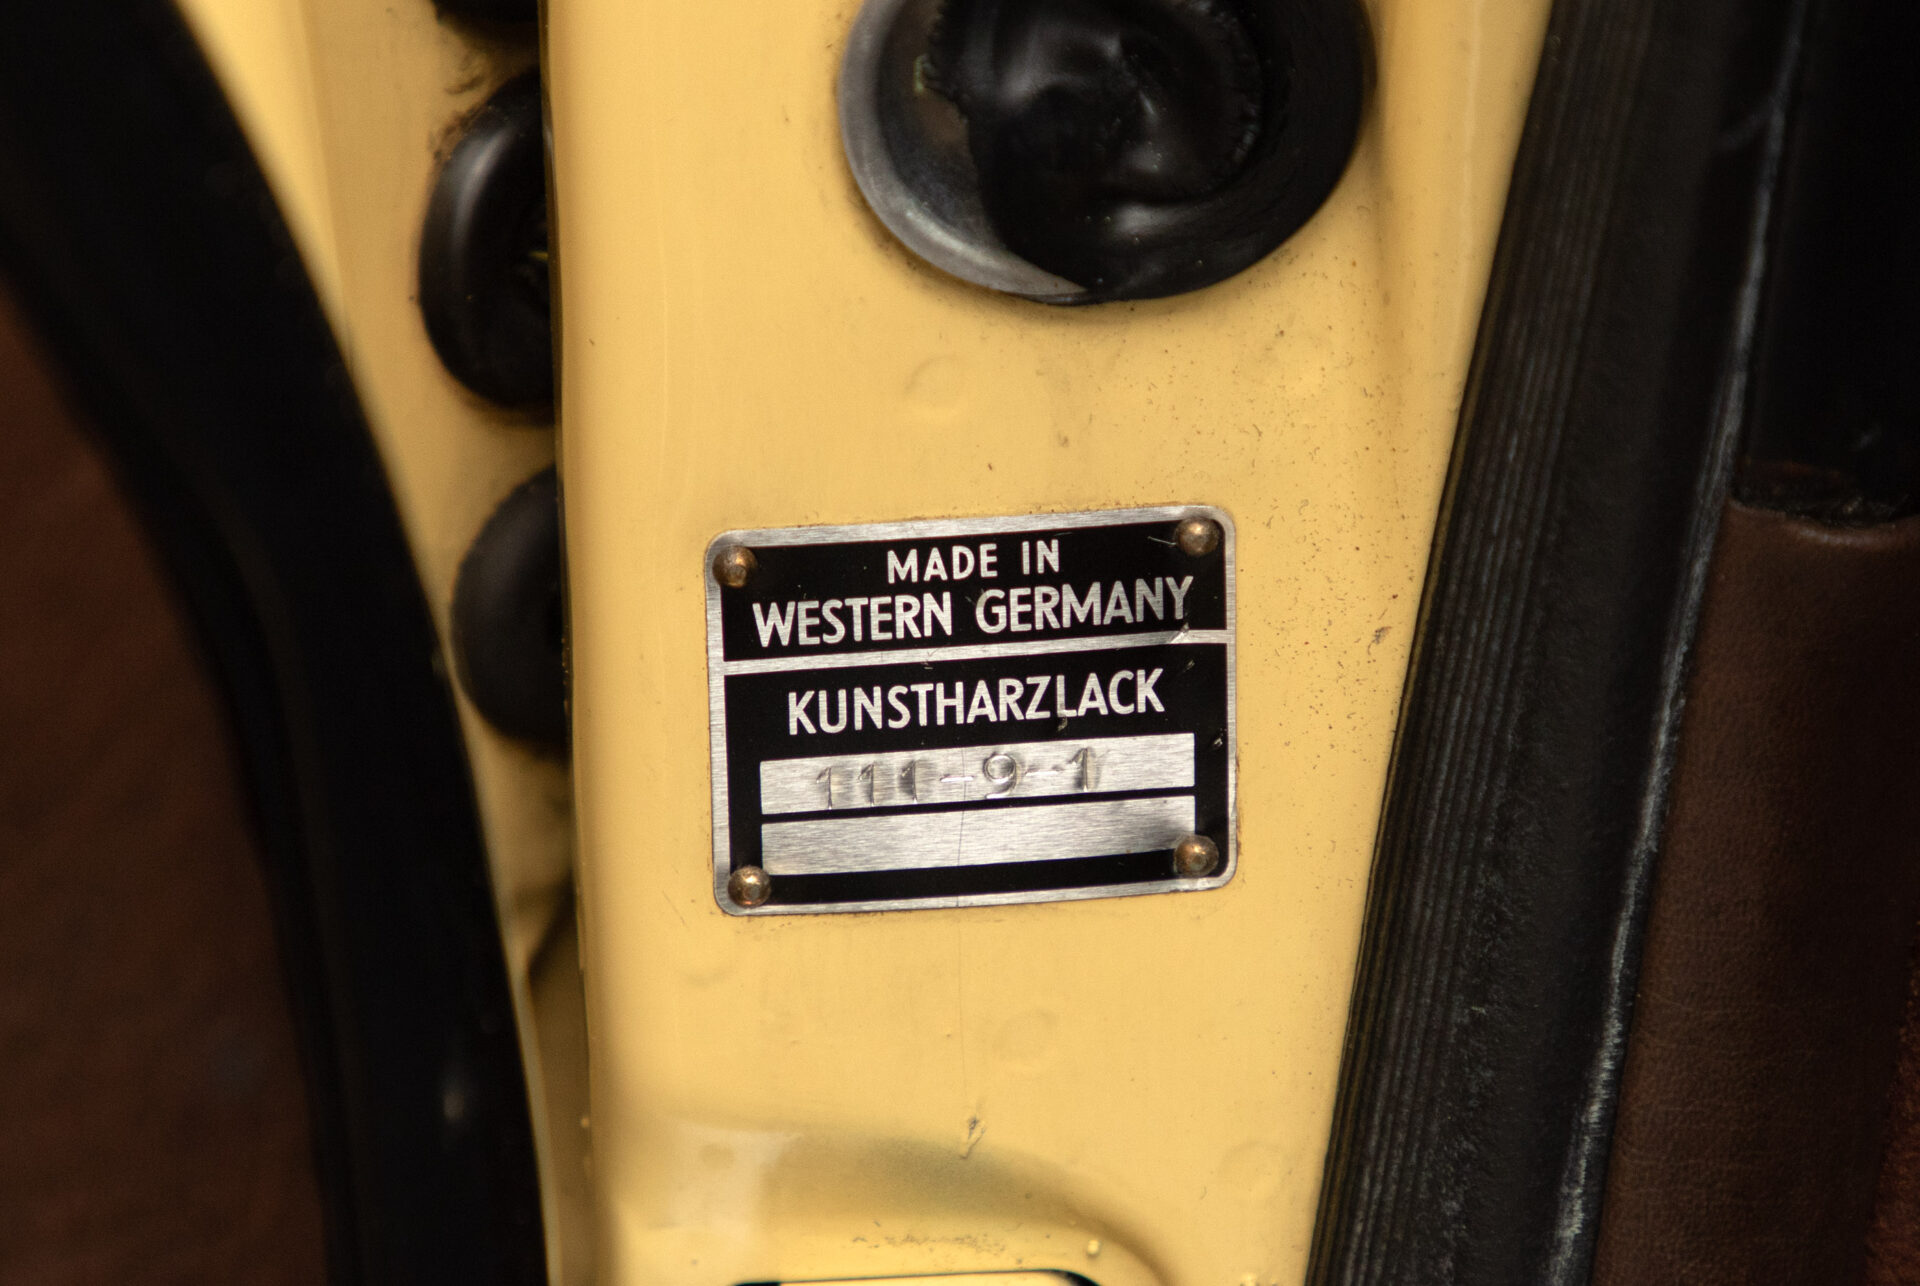 MADE IN
WESTERN GERMANY
KUNSTHARZLACK
111-9-1